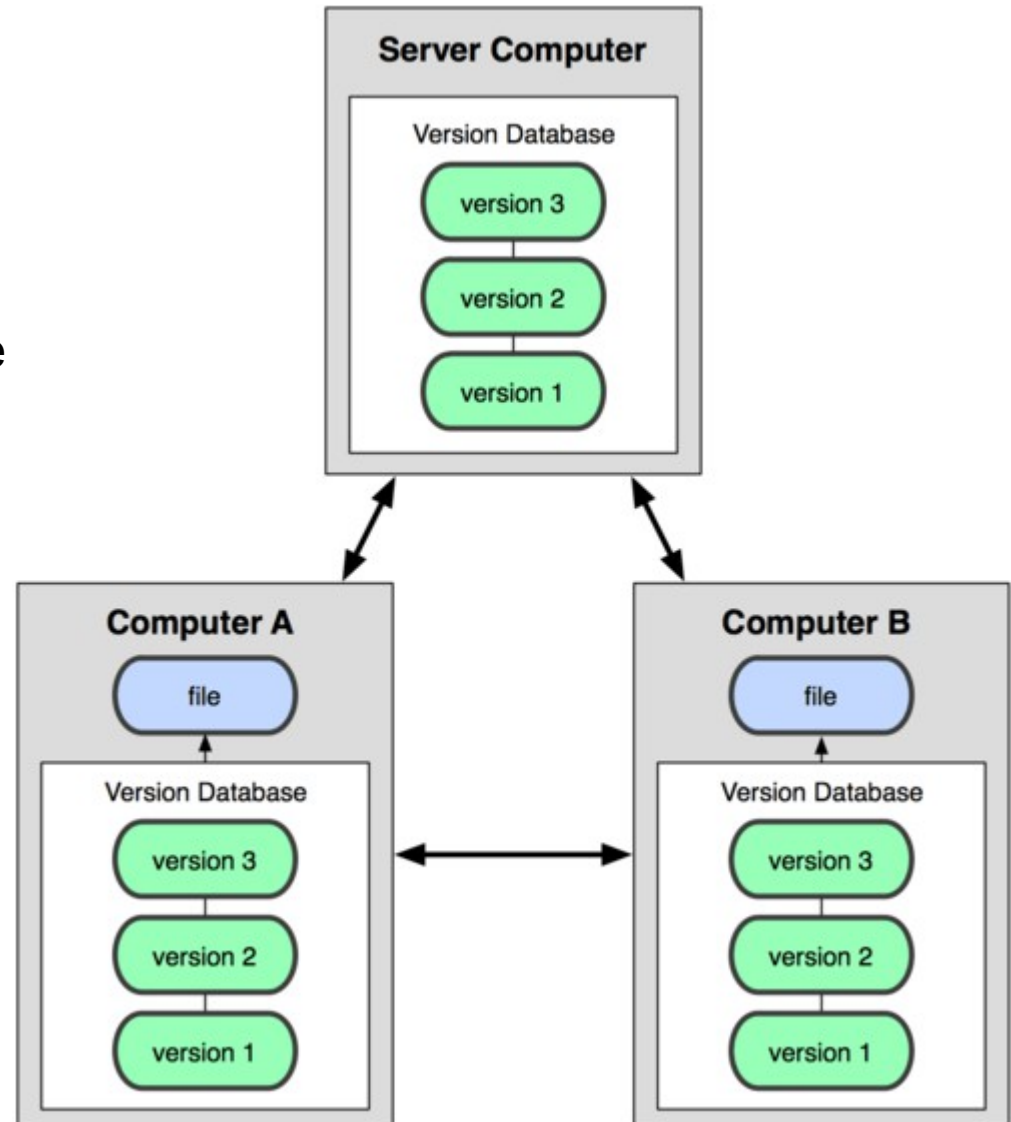 Server Computer
Version Database
version 3
version 2
e
version 1
Computer A
file
Version Database
version 3
version 2
version 1
Computer B
file
Version Database
version 3
version 2
version 1